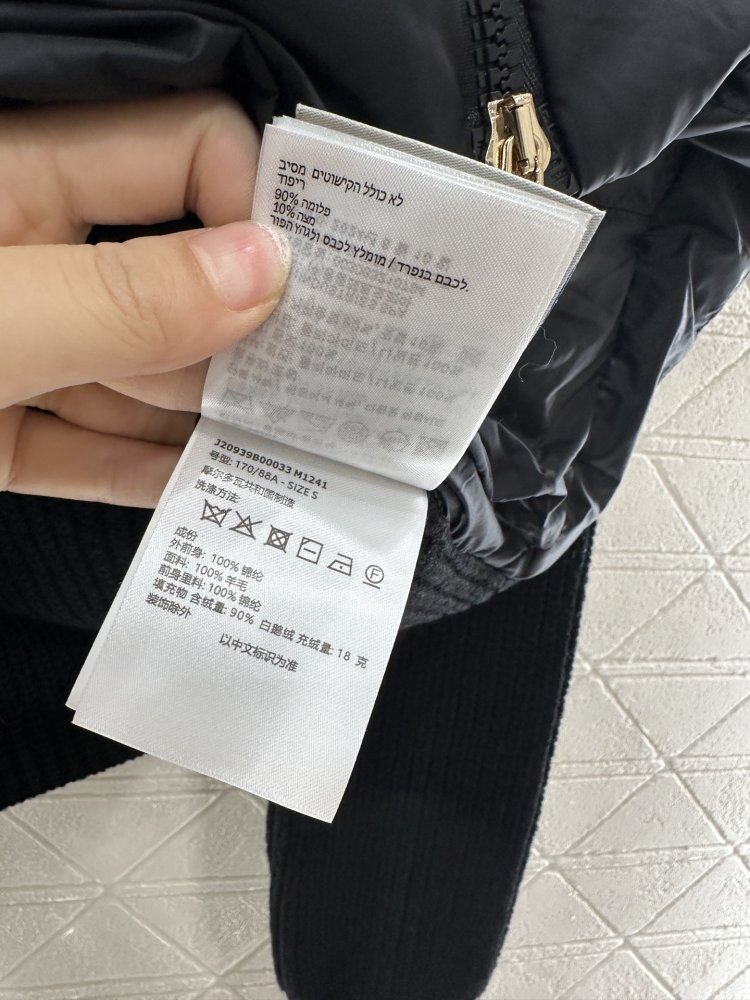 לא כולל הקישוטים מסיב
ריפוד
90% פלומה
10% מצה
לכבס בנפרד / מומלץ לכבס ולגהץ הפור.
J20939B00033 M1241
号型: 170/88A - SIZE S
摩尔多瓦共和国制造
洗涤方法:
成份
外前身: 100% 锦纶
面料: 100% 羊毛
前身里料: 100% 锦纶
填充物 含绒量: 90% 白鹅绒 充绒量: 18 克
装饰除外
以中文标识为准